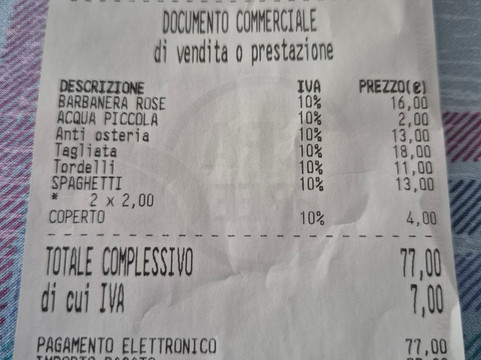 DOCUMENTO COMMERCIALE
di vendita o prestazione
DESCRIZIONE IVA PREZZO(€)
BARBANERA ROSE 10% 16,00
ACQUA PICCOLA 10% 2,00
Anti osteria 10% 13,00
Tagliata 10% 18,00
Tordelli 10% 11,00
SPAGHETTI 10% 13,00
* 2 x 2,00
COPERTO 10% 4,00
TOTALE COMPLESSIVO 77,00
di cui IVA 7,00
PAGAMENTO ELETTRONICO 77,00
IMPORTO PAGATO